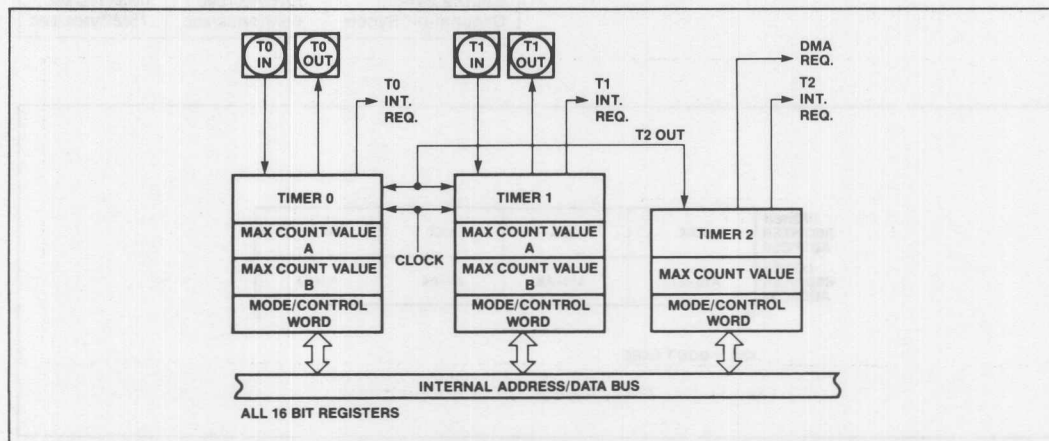 T0
IN
T0
OUT
T1
IN
T1
OUT
DMA
REQ.
T0
INT.
REQ.
T1
INT.
REQ.
T2
INT.
REQ.
T2 OUT
TIMER 0
MAX COUNT VALUE
A
MAX COUNT VALUE
B
MODE/CONTROL
WORD
CLOCK
TIMER 1
MAX COUNT VALUE
A
MAX COUNT VALUE
B
MODE/CONTROL
WORD
TIMER 2
MAX COUNT VALUE
MODE/CONTROL
WORD
INTERNAL ADDRESS/DATA BUS
ALL 16 BIT REGISTERS